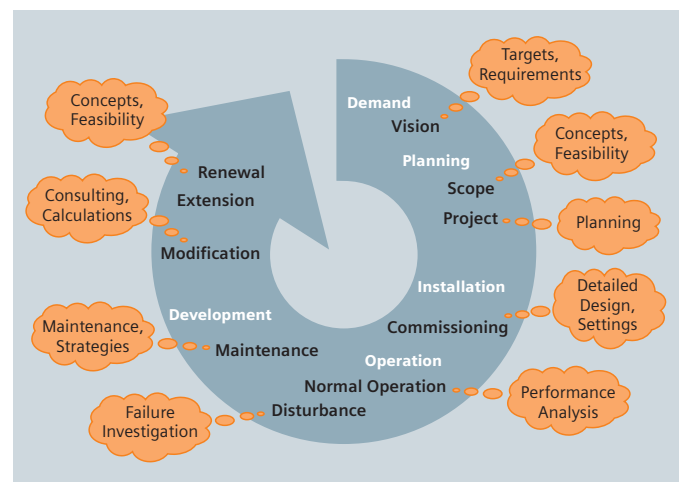 Targets,
Requirements
Demand
Vision
Concepts,
Feasibility
Planning
Scope
Project
Planning
Installation
Commissioning
Detailed
Design,
Settings
Operation
Normal Operation
Performance
Analysis
Disturbance
Failure
Investigation
Development
Maintenance
Maintenance,
Strategies
Modification
Consulting,
Calculations
Extension
Renewal
Concepts,
Feasibility